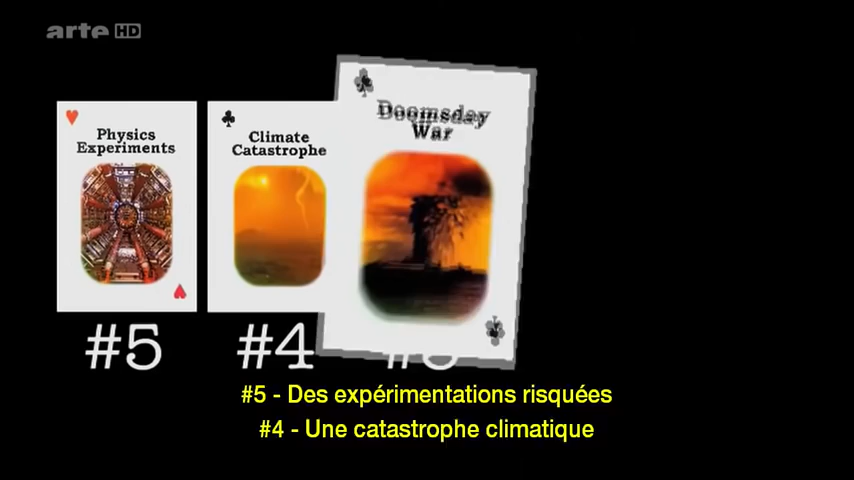 arte HD
Physics
Experiments
Climate
Catastrophe
Doomsday
War
#5
#4
#5 - Des expérimentations risquées
#4 - Une catastrophe climatique